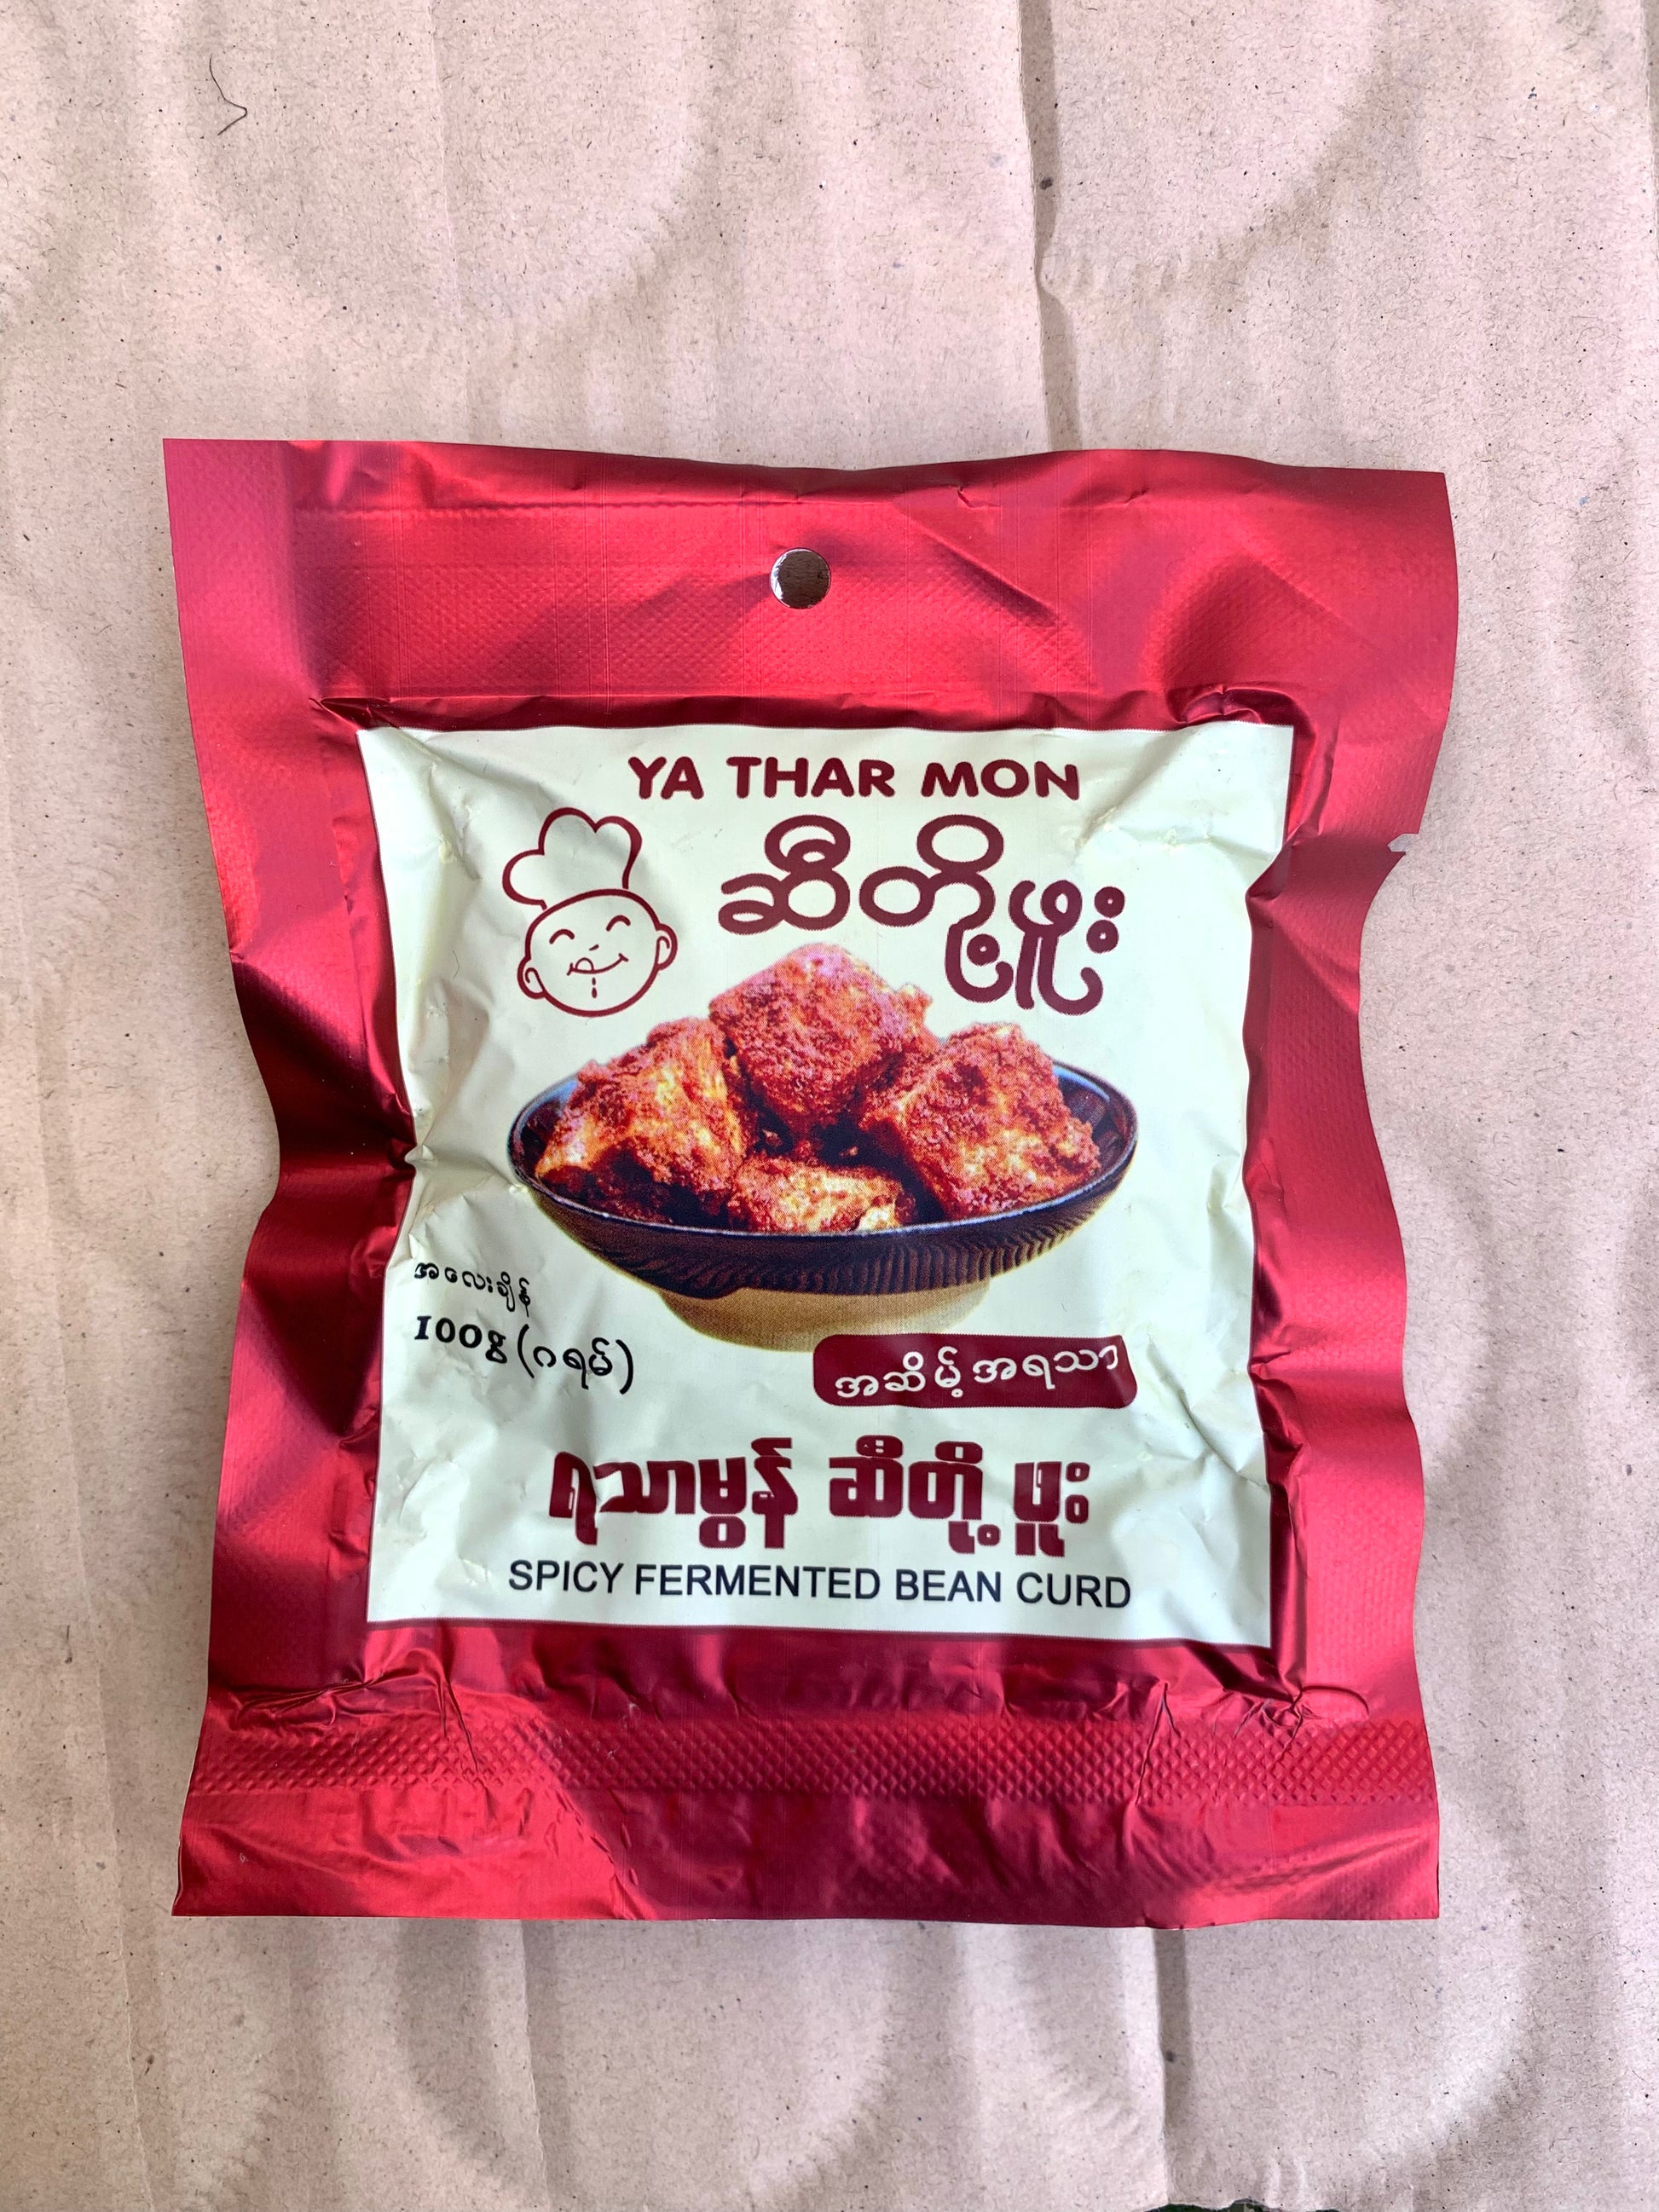 YA THAR MON
ဆီတို့ဖူး
အလေးချိန်
100g (ဂရမ်)
အဆိမ့် အရသာ
ရသာမွန် ဆီတို့ဖူး
SPICY FERMENTED BEAN CURD